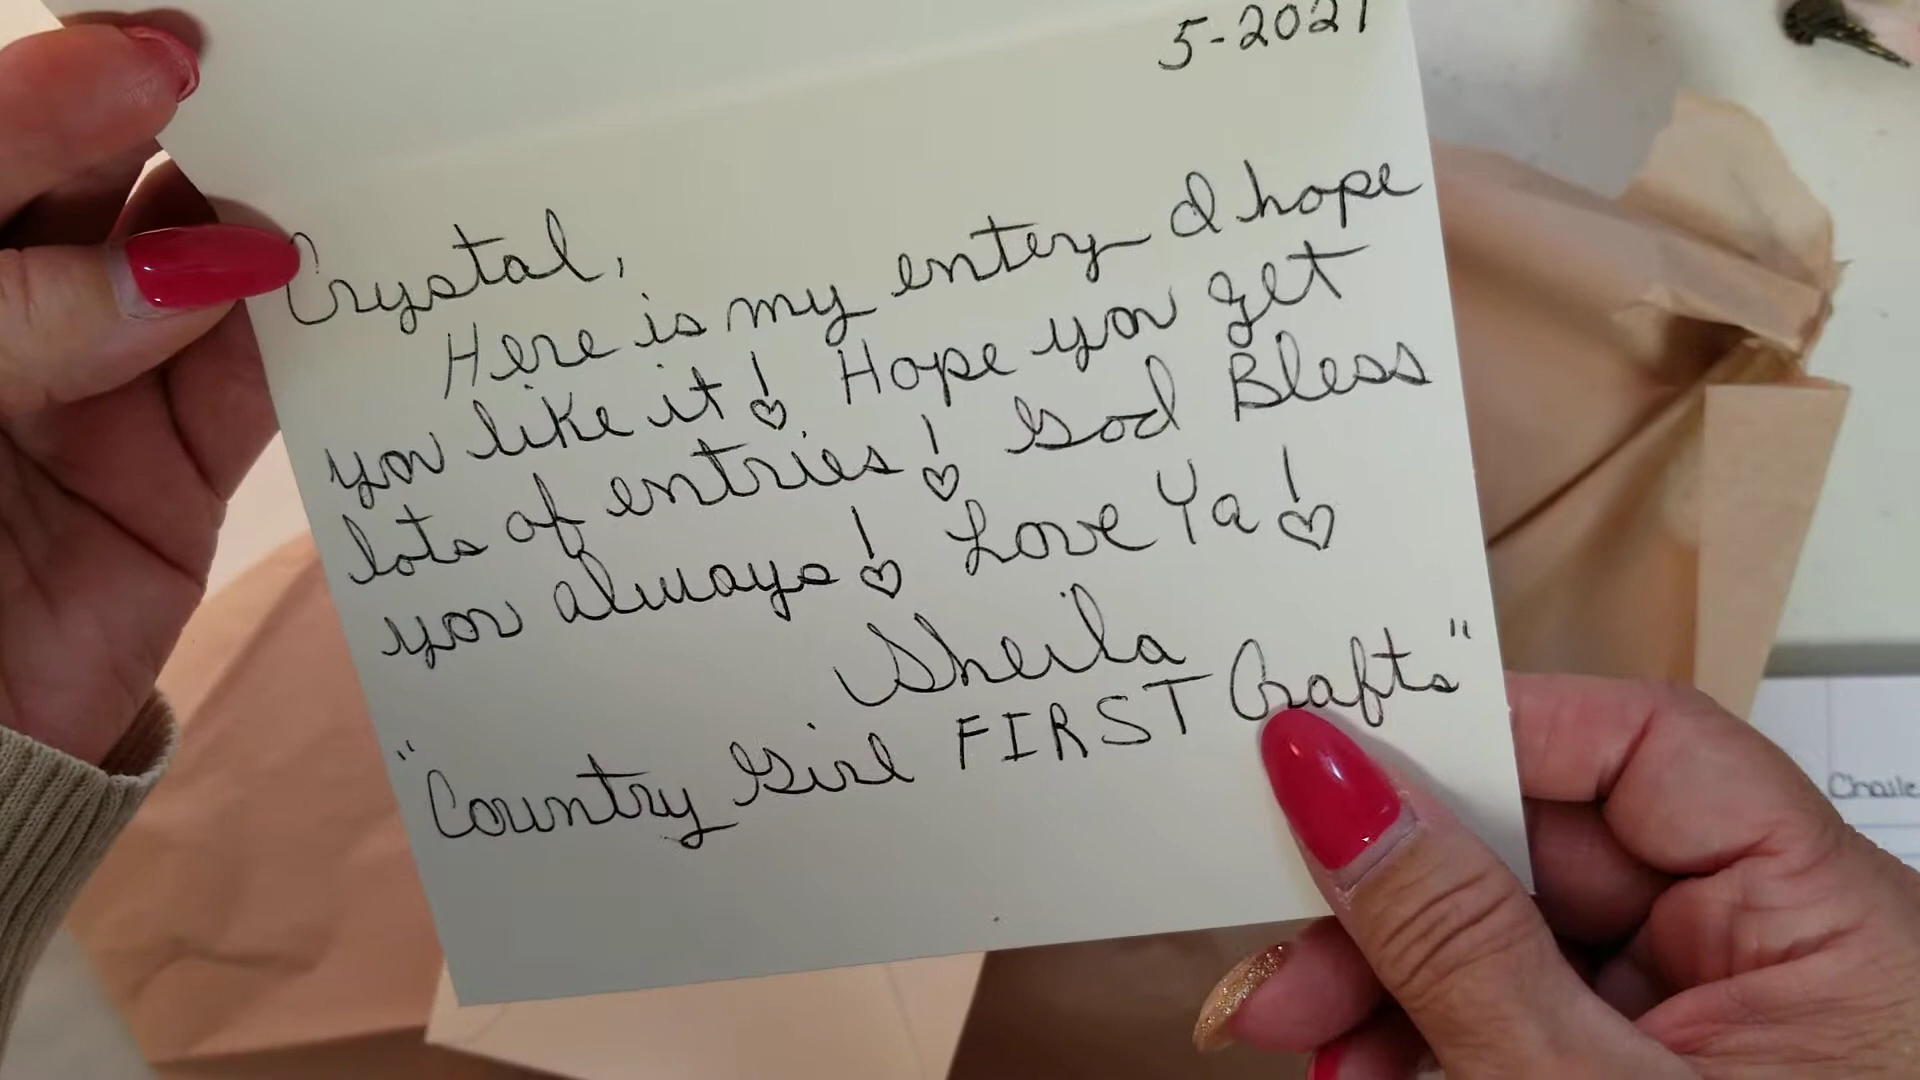 5-2021
Crystal,
Here is my entery I hope
you like it! Hope you get
lots of entries! God Bless
you always! Love Ya!
Sheila
"Country Girl FIRST Crafts"